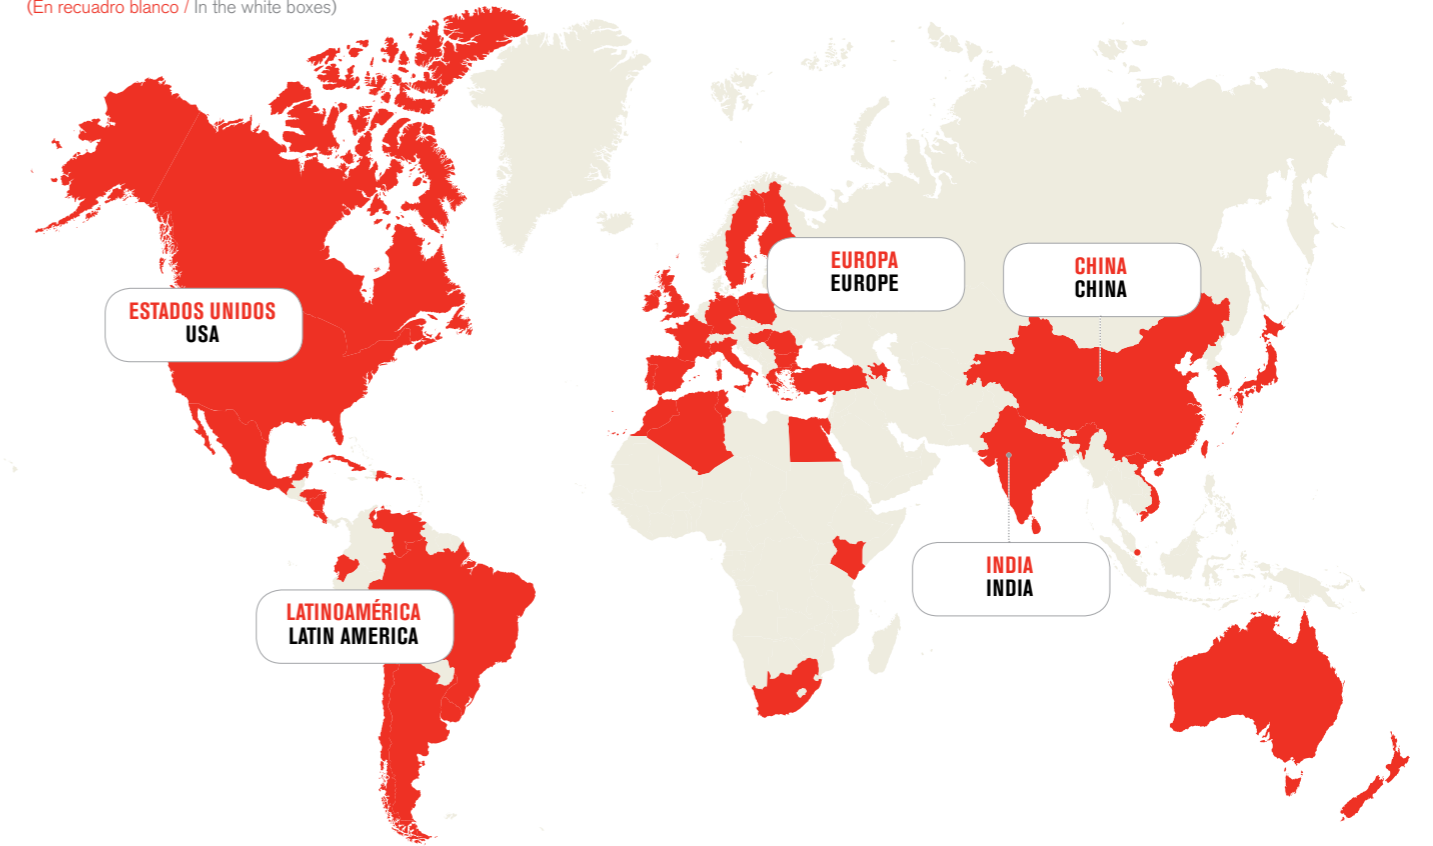 (En recuadro blanco / In the white boxes)
EUROPA
EUROPE
CHINA
CHINA
ESTADOS UNIDOS
USA
INDIA
INDIA
LATINOAMÉRICA
LATIN AMERICA